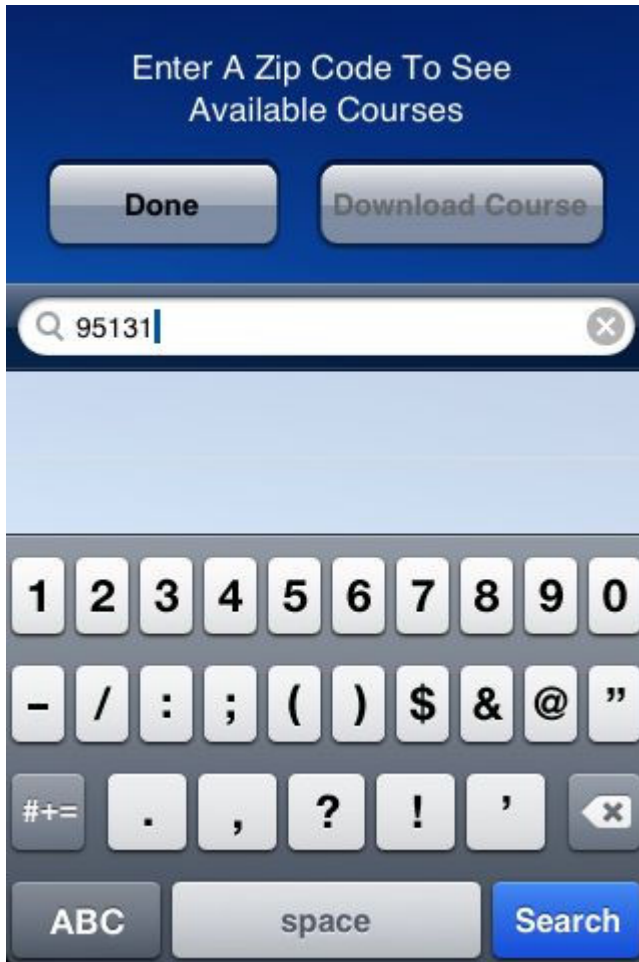 Enter A Zip Code To See
Available Courses
Done Download Course
95131
1 2 3 4 5 6 7 8 9 0
- / : ; ( ) $ & @ ”
#+= . , ? ! ’
ABC space Search